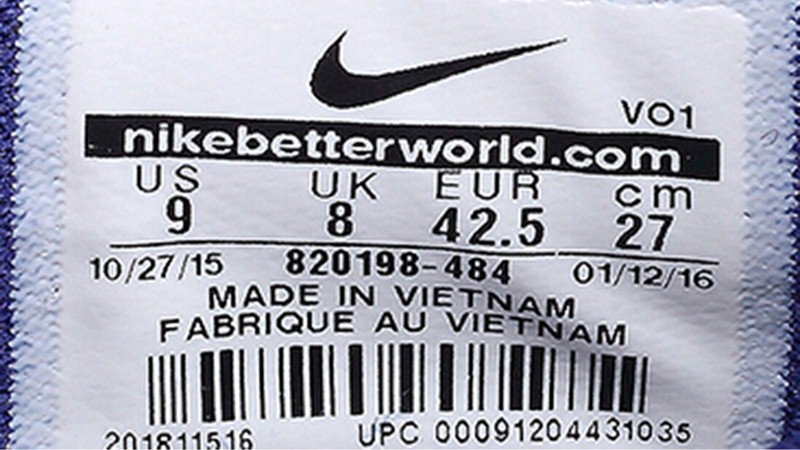 VO1
nikebetterworld.com
US UK EUR cm
9 8 42.5 27
10/27/15 820198-484 01/12/16
MADE IN VIETNAM
FABRIQUE AU VIETNAM
201811516 UPC 00091204431035